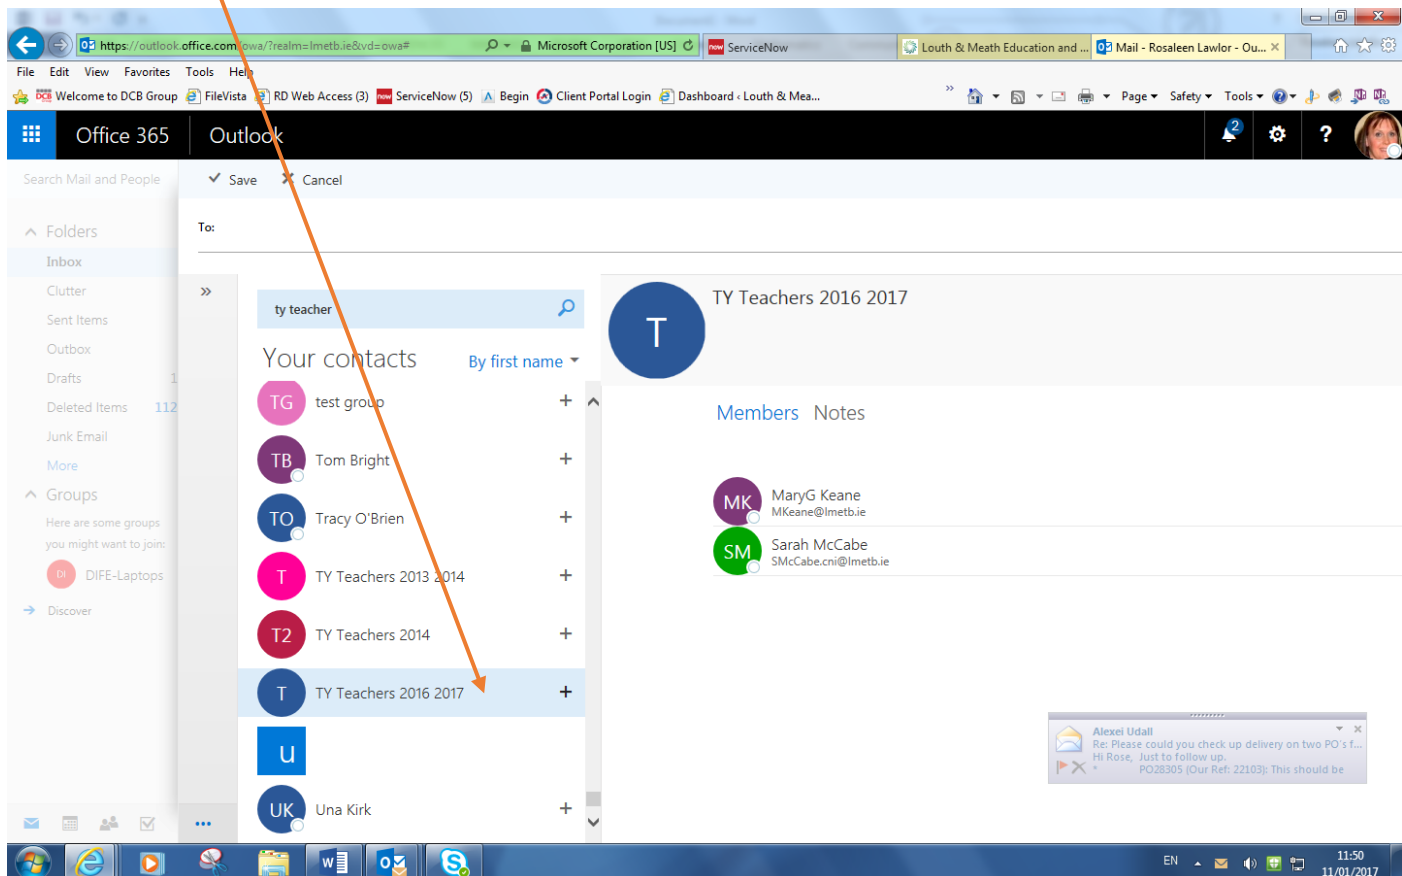 https://outlook.office.com/owa/?realm=lmetb.ie&vd=owa#
Microsoft Corporation [US]
now ServiceNow
Louth & Meath Education and ...
Mail - Rosaleen Lawlor - Ou...
File Edit View Favorites Tools Help
DCB Welcome to DCB Group FileVista RD Web Access (3) now ServiceNow (5) Begin Client Portal Login Dashboard ‹ Louth & Mea...
Page Safety Tools
Office 365 Outlook
2
?
Search Mail and People
Save Cancel
To:
Folders
Inbox
Clutter
Sent Items
Outbox
Drafts 1
Deleted Items 112
Junk Email
More
Groups
Here are some groups
you might want to join:
DI DIFE-Laptops
Discover
»
ty teacher
Your contacts By first name
TG test group +
TB Tom Bright +
TO Tracy O'Brien +
T TY Teachers 2013 2014 +
T2 TY Teachers 2014 +
T TY Teachers 2016 2017 +
u
UK Una Kirk +
T TY Teachers 2016 2017
Members Notes
MK MaryG Keane
MKeane@lmetb.ie
SM Sarah McCabe
SMcCabe.cni@lmetb.ie
Alexei Udall
Re: Please could you check up delivery on two PO's f...
Hi Rose, Just to follow up.
* PO28305 (Our Ref: 22103): This should be
...
EN
11:50
11/01/2017